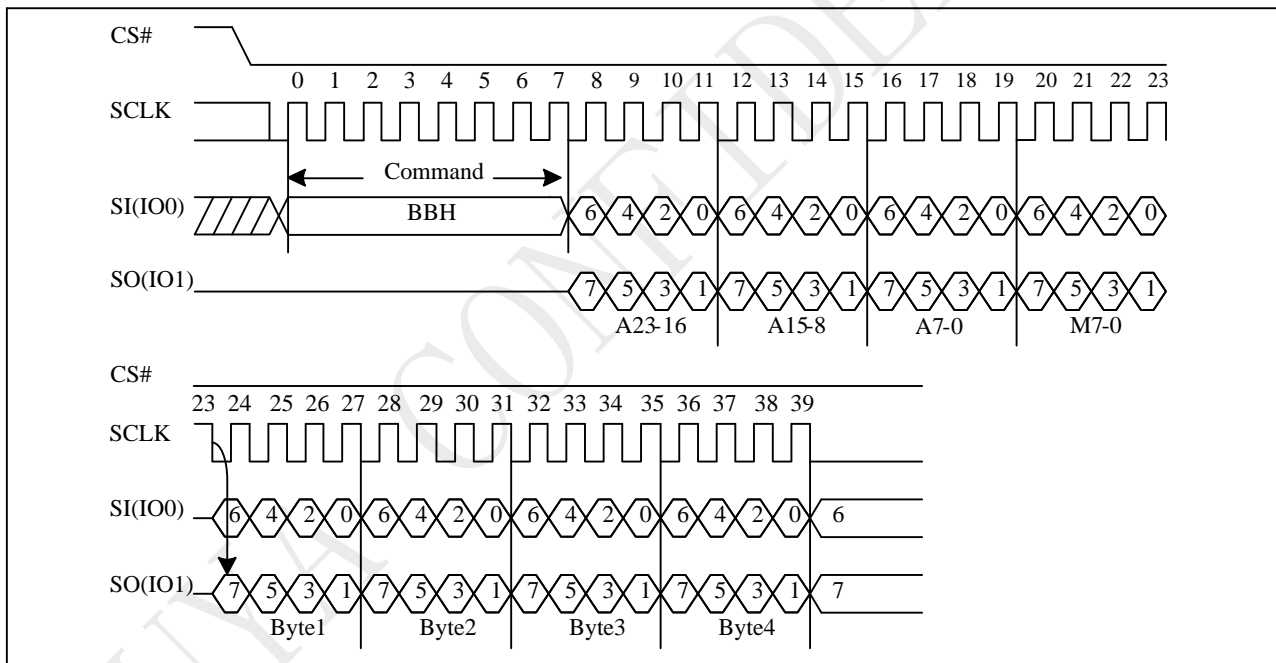 CS#
0 1 2 3 4 5 6 7 8 9 10 11 12 13 14 15 16 17 18 19 20 21 22 23
SCLK
Command
SI(IO0) BBH 6 4 2 0 6 4 2 0 6 4 2 0 6 4 2 0
SO(IO1) 7 5 3 1 7 5 3 1 7 5 3 1 7 5 3 1
A23-16 A15-8 A7-0 M7-0
CS#
23 24 25 26 27 28 29 30 31 32 33 34 35 36 37 38 39
SCLK
SI(IO0) 6 4 2 0 6 4 2 0 6 4 2 0 6 4 2 0 6
SO(IO1) 7 5 3 1 7 5 3 1 7 5 3 1 7 5 3 1 7
Byte1 Byte2 Byte3 Byte4